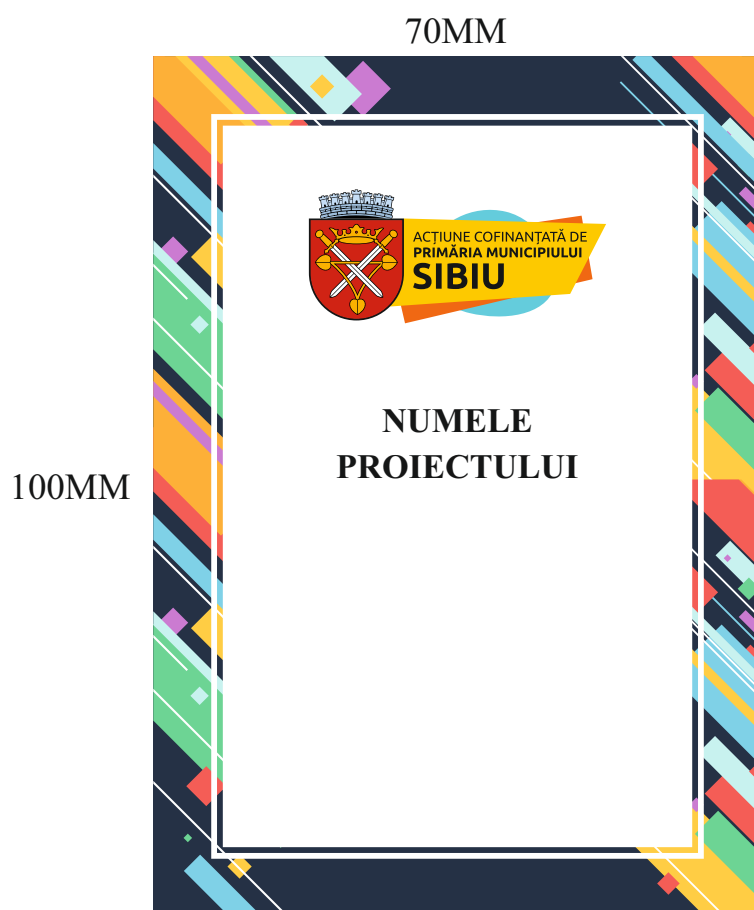 70MM
ACȚIUNE COFINANȚATĂ DE
PRIMĂRIA MUNICIPIULUI
SIBIU
NUMELE
PROIECTULUI
100MM